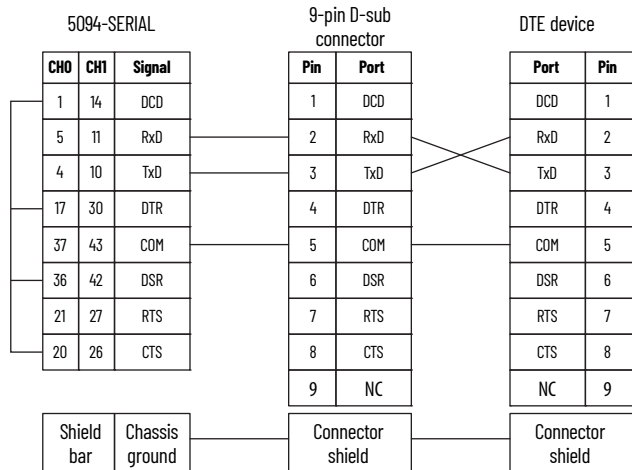 5094-SERIAL
9-pin D-sub
connector
DTE device
CH0 CH1 Signal
Pin Port
Port Pin
1 14 DCD
1 DCD
DCD 1
5 11 RxD
2 RxD
RxD 2
4 10 TxD
3 TxD
TxD 3
17 30 DTR
4 DTR
DTR 4
37 43 COM
5 COM
COM 5
36 42 DSR
6 DSR
DSR 6
21 27 RTS
7 RTS
RTS 7
20 26 CTS
8 CTS
CTS 8
9 NC
NC 9
Shield
bar
Chassis
ground
Connector
shield
Connector
shield